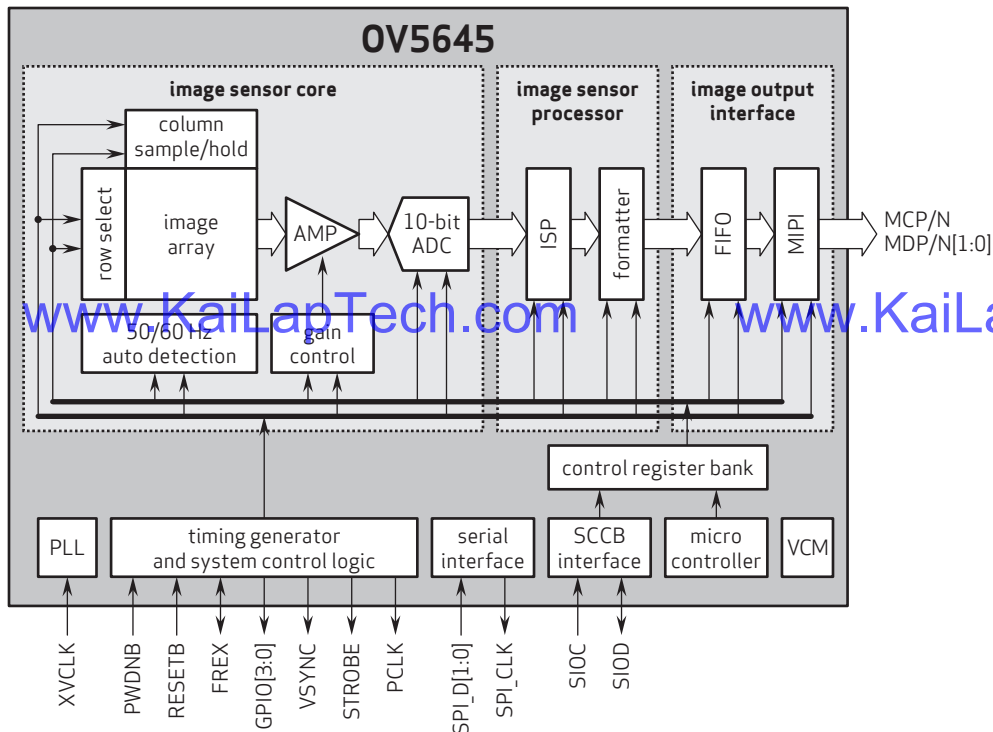 OV5645
image sensor core
image sensor
processor
image output
interface
column
sample/hold
row select
image
array
AMP
10-bit
ADC
ISP
formatter
FIFO
MIPI
MCP/N
MDP/N[1:0]
www.KaiLapTech.com
www.KaiLa
50/60 Hz
auto detection
gain
control
control register bank
PLL
timing generator
and system control logic
serial
interface
SCCB
interface
micro
controller
VCM
XVCLK
PWDNB
RESETB
FREX
GPIO[3:0]
VSYNC
STROBE
PCLK
SPI_D[1:0]
SPI_CLK
SIOC
SIOD